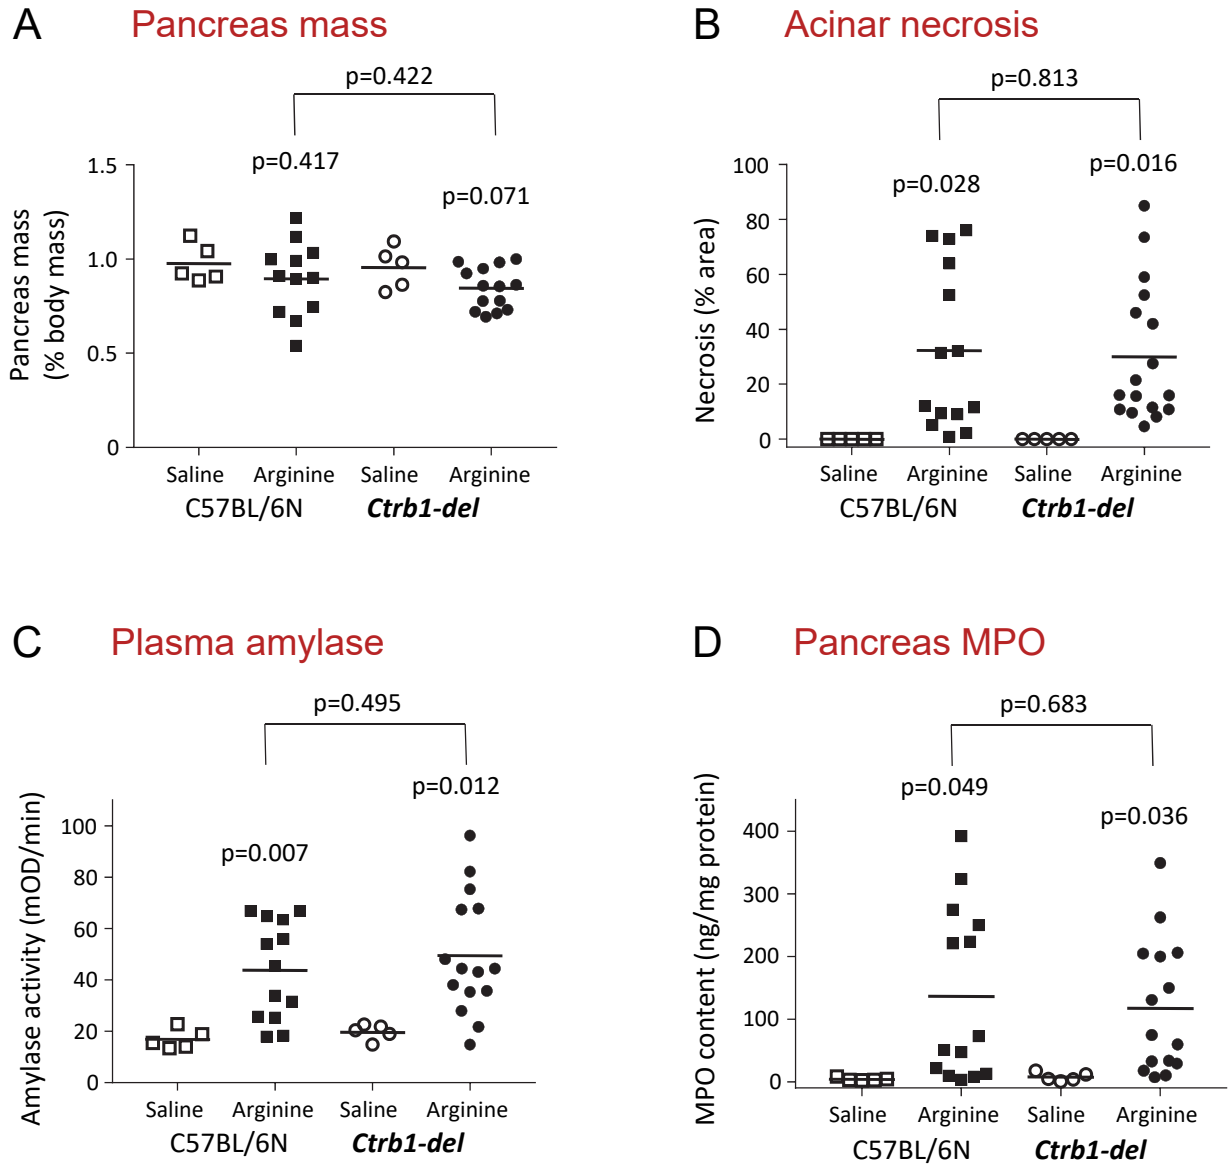 A Pancreas mass
p=0.422
p=0.417
p=0.071
Pancreas mass
(% body mass)
1.5
1.0
0.5
0
Saline Arginine Saline Arginine
C57BL/6N Ctrb1-del
B Acinar necrosis
p=0.813
p=0.028
p=0.016
Necrosis (% area)
100
80
60
40
20
0
Saline Arginine Saline Arginine
C57BL/6N Ctrb1-del
C Plasma amylase
p=0.495
p=0.007
p=0.012
Amylase activity (mOD/min)
100
80
60
40
20
0
Saline Arginine Saline Arginine
C57BL/6N Ctrb1-del
D Pancreas MPO
p=0.683
p=0.049
p=0.036
MPO content (ng/mg protein)
400
300
200
100
0
Saline Arginine Saline Arginine
C57BL/6N Ctrb1-del